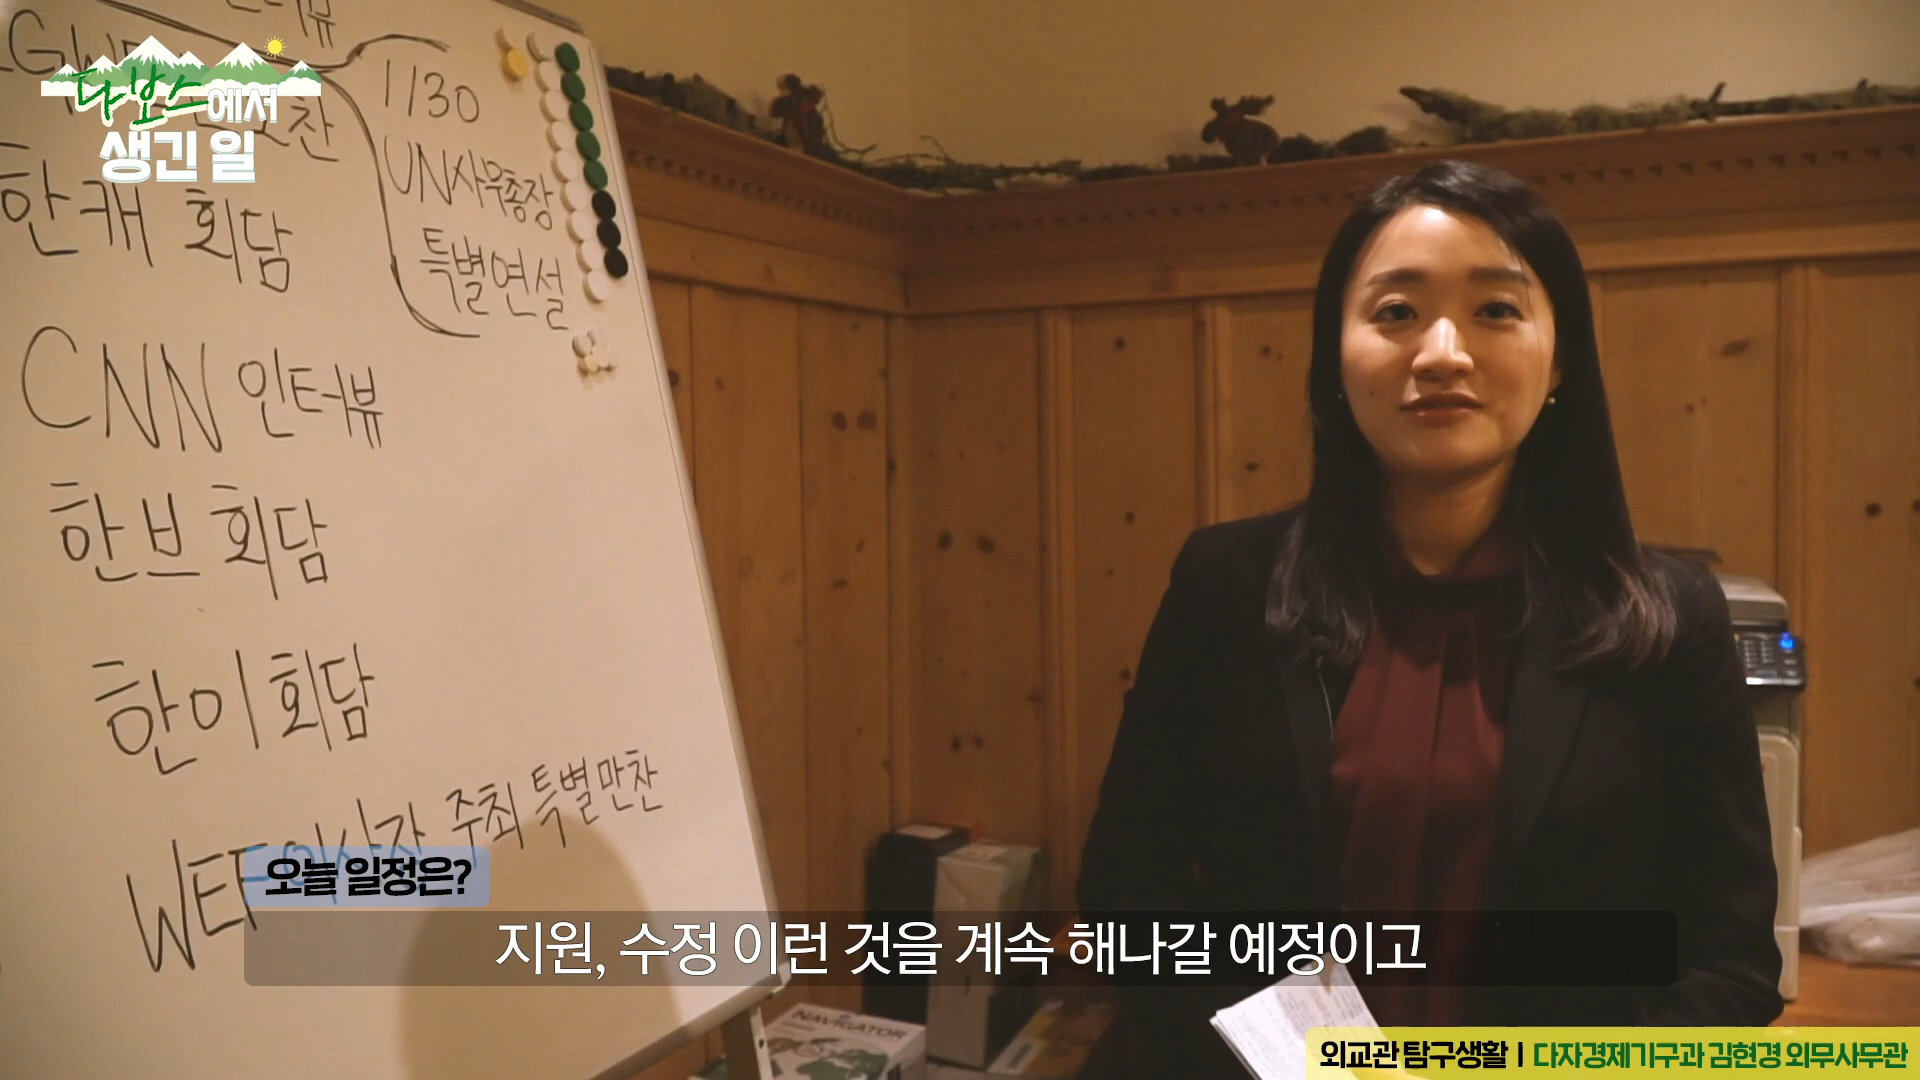 다보스에서
생긴 일
1/30
UN사무총장
특별연설
한캐 회담
CNN 인터뷰
한브 회담
한이 회담
WEF 이사장 주최 특별만찬
오늘 일정은?
지원, 수정 이런 것을 계속 해나갈 예정이고
NAVIGATOR
외교관 탐구생활 | 다자경제기구과 김현경 외무사무관